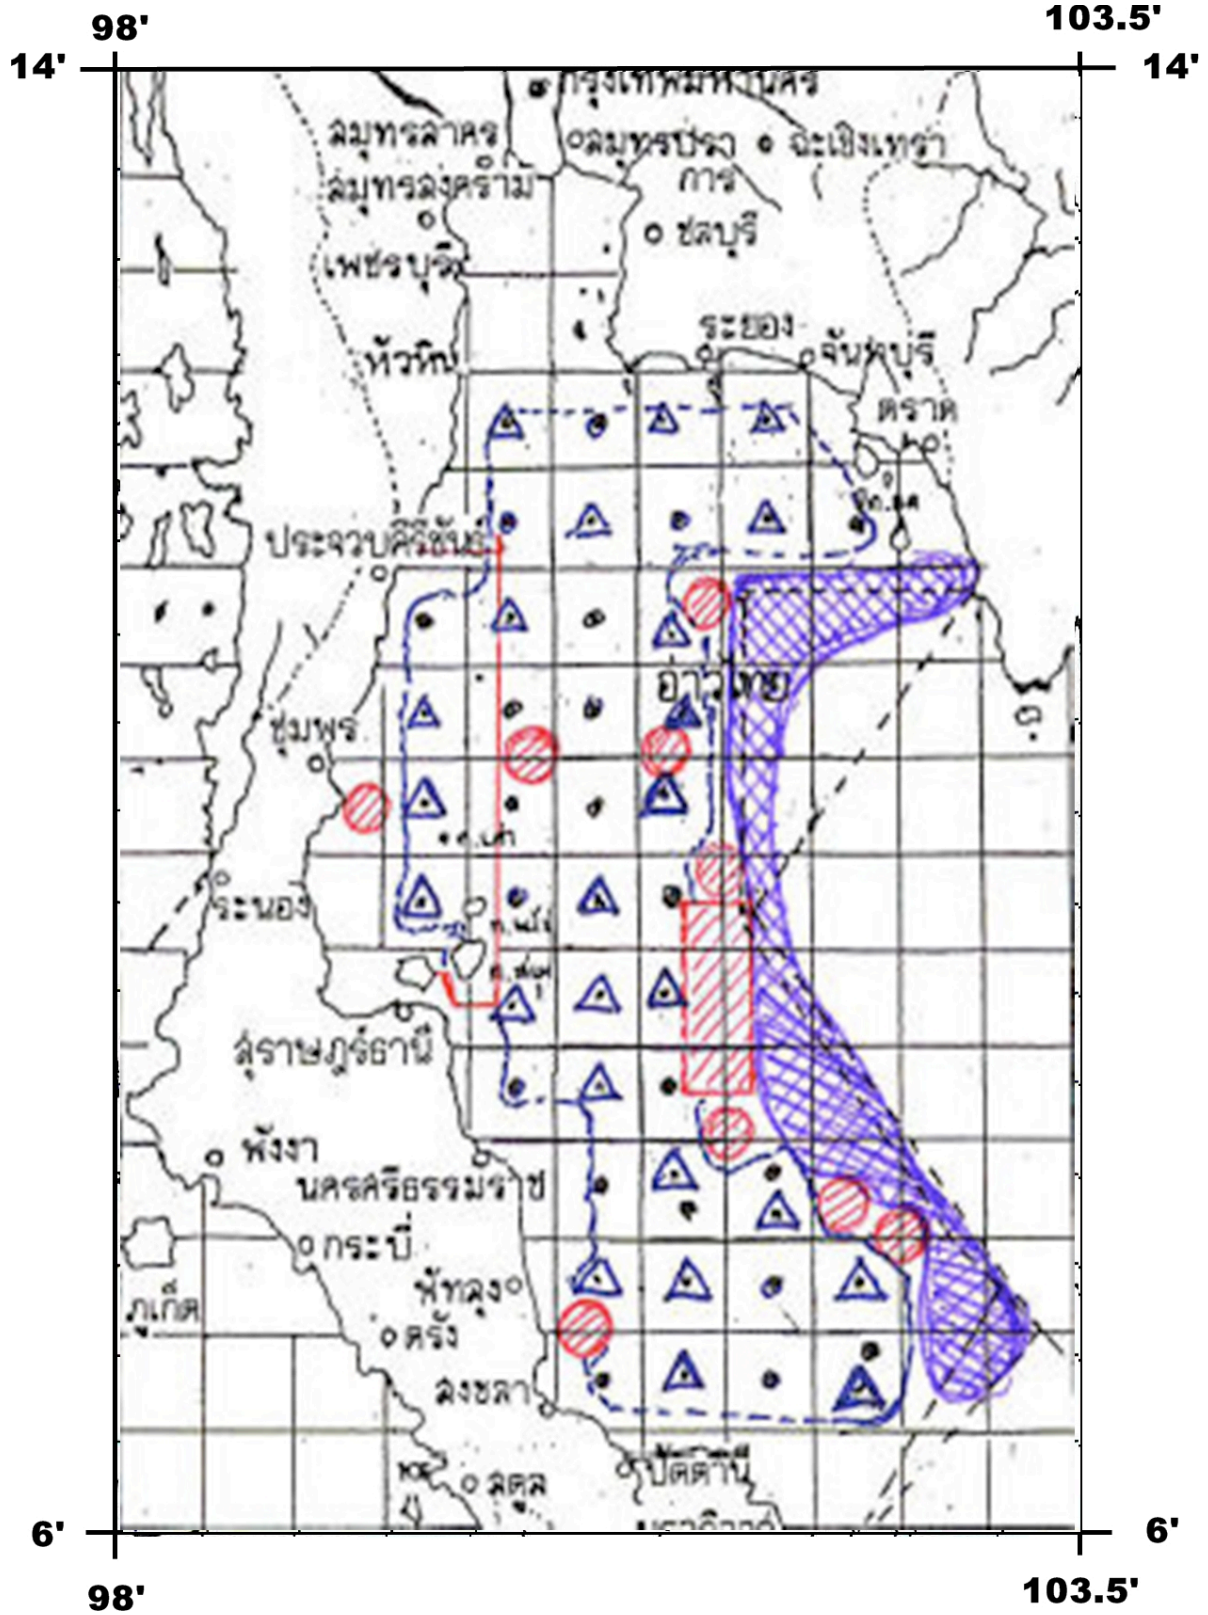 98'
103.5'
14'
14'
กรุงเทพมหานคร
สมุทรสาคร
สมุทรปรา
ฉะเชิงเทรา
การ
สมุทรสงคราม
ชลบุรี
เพชรบุรี
ระยอง
จันทบุรี
หัวหิน
ตราด
ประจวบคีรีขันธ์
อ่าวไทย
ชุมพร
ระนอง
สุราษฎร์ธานี
พังงา
นครศรีธรรมราช
กระบี่
พัทลุง
ภูเก็ต
ตรัง
สงขลา
ปัตตานี
สตูล
6'
6'
98'
103.5'